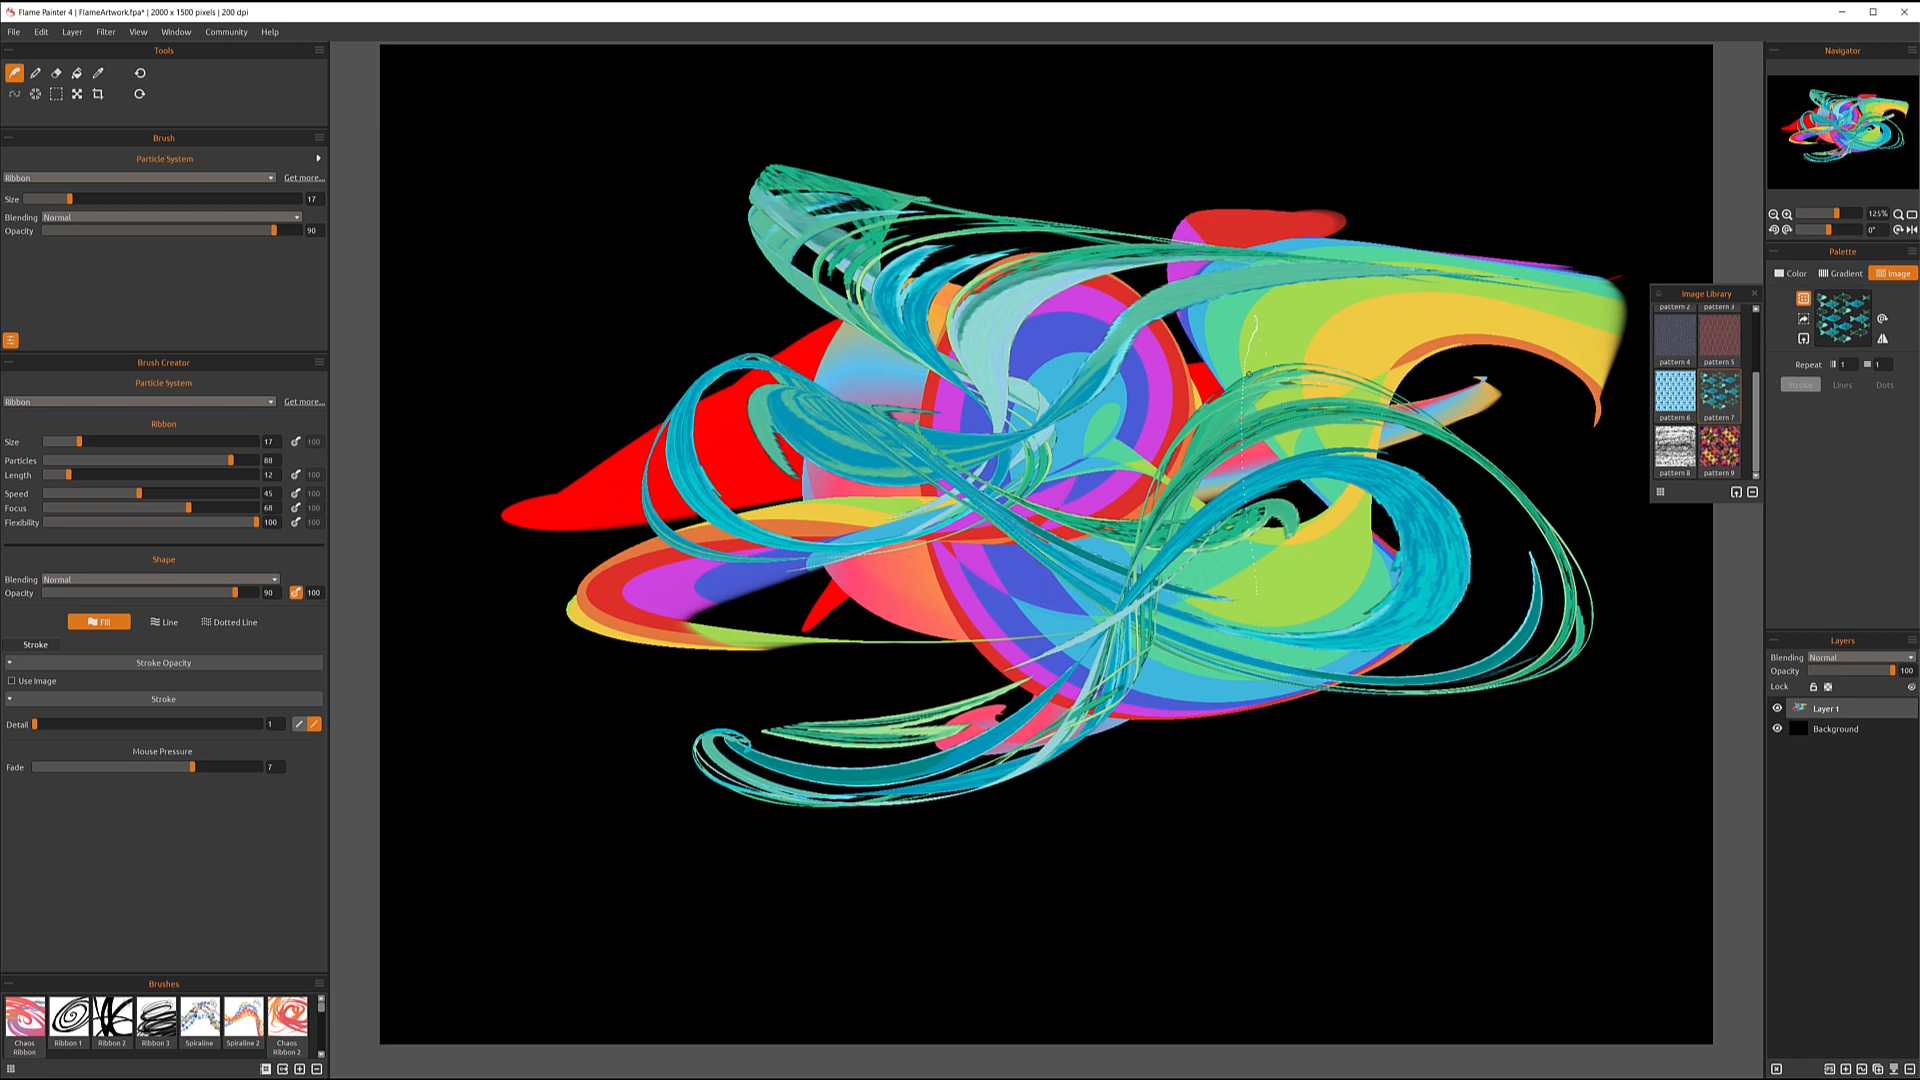 Flame Painter 4 | FlameArtwork.fpa* | 2000 x 1500 pixels | 200 dpi
File Edit Layer Filter View Window Community Help
Tools
Brush
Particle System
Ribbon Get more...
Size 17
Blending Normal
Opacity 90
Brush Creator
Particle System
Ribbon Get more...
Ribbon
Size 17 100
Particles 88
Length 12 100
Speed 45 100
Focus 68 100
Flexibility 100 100
Shape
Blending Normal
Opacity 90 100
Fill Line Dotted Line
Stroke
Stroke Opacity
Use Image
Stroke
Detail 1
Mouse Pressure
Fade 7
Brushes
Chaos Ribbon
Ribbon 1
Ribbon 2
Ribbon 3
Spiraline
Spiraline 2
Chaos Ribbon 2
Image Library
pattern 2 pattern 3
pattern 4 pattern 5
pattern 6 pattern 7
pattern 8 pattern 9
Navigator
125%
0°
Palette
Color Gradient Image
Repeat 1 1
Stroke Lines Dots
Layers
Blending Normal
Opacity 100
Lock
Layer 1
Background